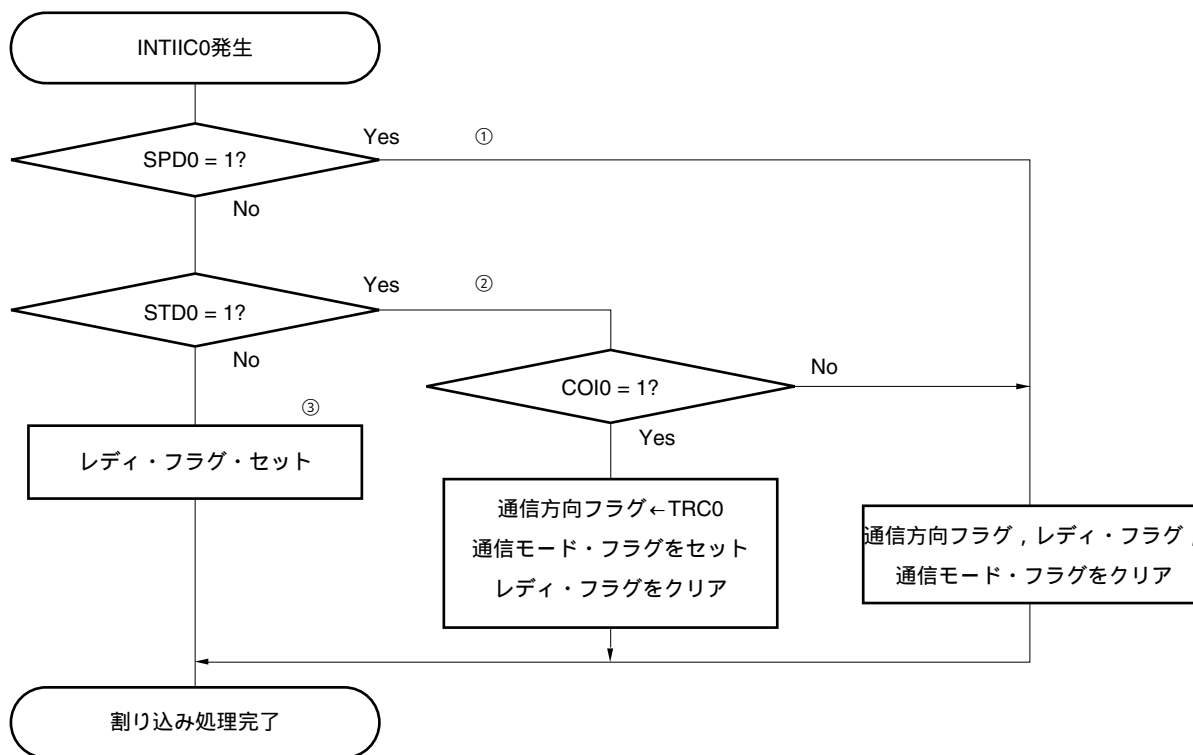 INTIIC0発生
Yes
①
SPD0 = 1?
No
Yes
②
STD0 = 1?
No
No
COI0 = 1?
③
Yes
レディ・フラグ・セット
通信方向フラグ←TRC0
通信モード・フラグをセット
レディ・フラグをクリア
通信方向フラグ，レディ・フラグ，
通信モード・フラグをクリア
割り込み処理完了